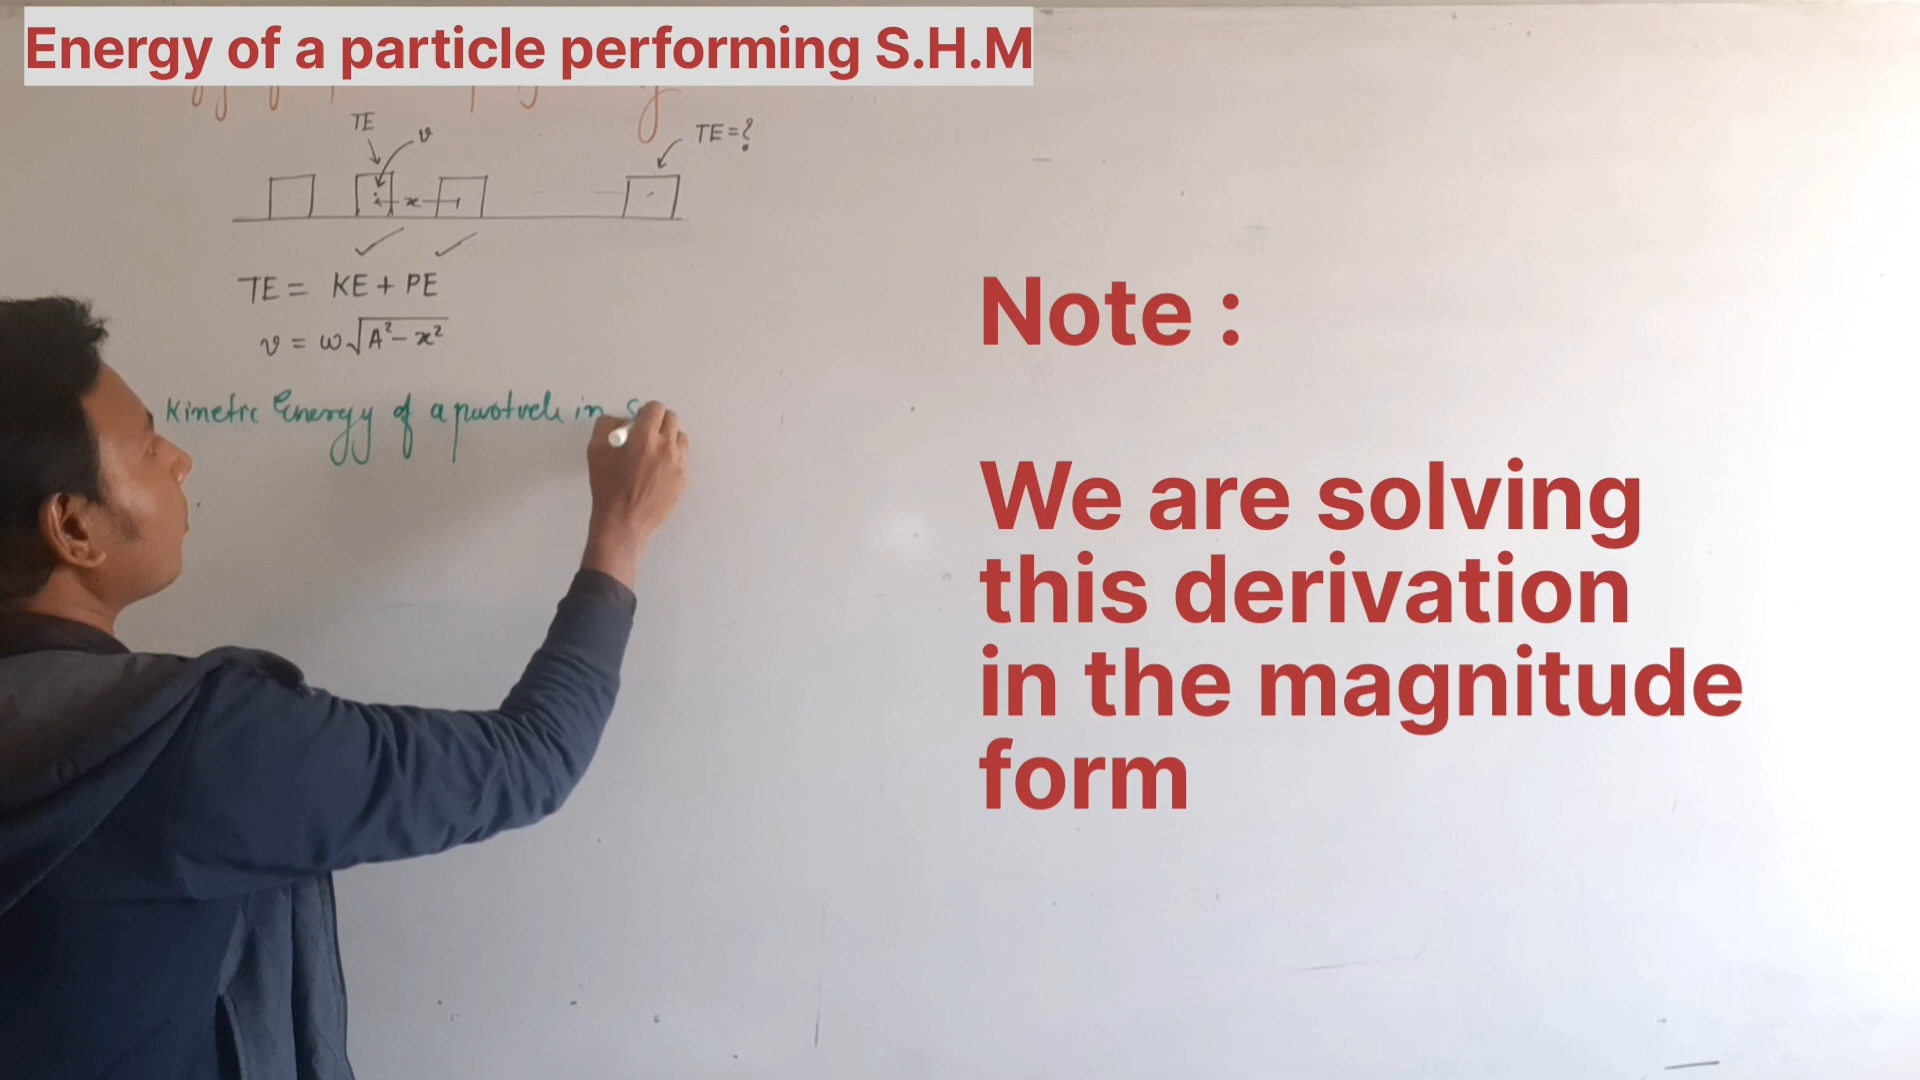 Energy of a particle performing S.H.M
TE
v
TE=?
x
TE = KE + PE
v = ω√A²-x²
Kinetic Energy of a in S
Note :
We are solving
this derivation
in the magnitude
form